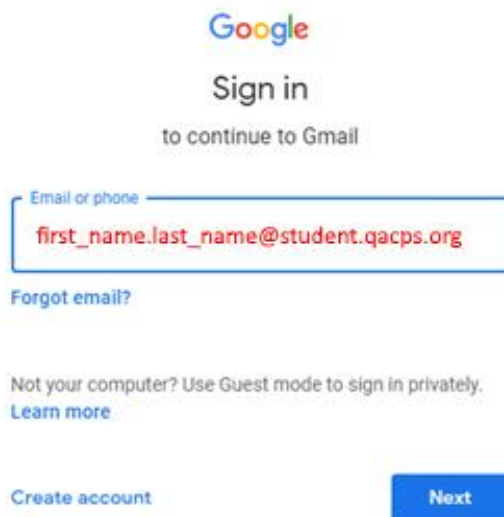 Google
Sign in
to continue to Gmail
Email or phone
first_name.last_name@student.qacps.org
Forgot email?
Not your computer? Use Guest mode to sign in privately.
Learn more
Create account
Next